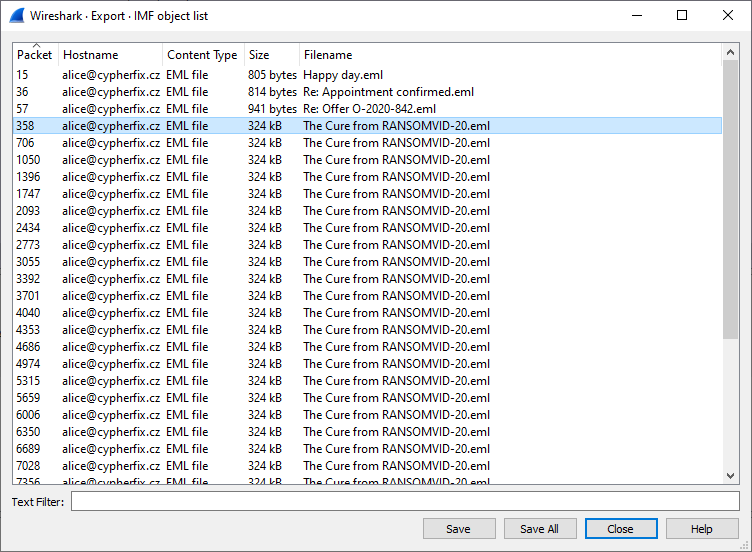 Wireshark · Export · IMF object list
Packet Hostname Content Type Size Filename
15 alice@cypherfix.cz EML file 805 bytes Happy day.eml
36 alice@cypherfix.cz EML file 814 bytes Re: Appointment confirmed.eml
57 alice@cypherfix.cz EML file 941 bytes Re: Offer O-2020-842.eml
358 alice@cypherfix.cz EML file 324 kB The Cure from RANSOMVID-20.eml
706 alice@cypherfix.cz EML file 324 kB The Cure from RANSOMVID-20.eml
1050 alice@cypherfix.cz EML file 324 kB The Cure from RANSOMVID-20.eml
1396 alice@cypherfix.cz EML file 324 kB The Cure from RANSOMVID-20.eml
1747 alice@cypherfix.cz EML file 324 kB The Cure from RANSOMVID-20.eml
2093 alice@cypherfix.cz EML file 324 kB The Cure from RANSOMVID-20.eml
2434 alice@cypherfix.cz EML file 324 kB The Cure from RANSOMVID-20.eml
2773 alice@cypherfix.cz EML file 324 kB The Cure from RANSOMVID-20.eml
3055 alice@cypherfix.cz EML file 324 kB The Cure from RANSOMVID-20.eml
3392 alice@cypherfix.cz EML file 324 kB The Cure from RANSOMVID-20.eml
3701 alice@cypherfix.cz EML file 324 kB The Cure from RANSOMVID-20.eml
4040 alice@cypherfix.cz EML file 324 kB The Cure from RANSOMVID-20.eml
4353 alice@cypherfix.cz EML file 324 kB The Cure from RANSOMVID-20.eml
4686 alice@cypherfix.cz EML file 324 kB The Cure from RANSOMVID-20.eml
4974 alice@cypherfix.cz EML file 324 kB The Cure from RANSOMVID-20.eml
5315 alice@cypherfix.cz EML file 324 kB The Cure from RANSOMVID-20.eml
5659 alice@cypherfix.cz EML file 324 kB The Cure from RANSOMVID-20.eml
6006 alice@cypherfix.cz EML file 324 kB The Cure from RANSOMVID-20.eml
6350 alice@cypherfix.cz EML file 324 kB The Cure from RANSOMVID-20.eml
6689 alice@cypherfix.cz EML file 324 kB The Cure from RANSOMVID-20.eml
7028 alice@cypherfix.cz EML file 324 kB The Cure from RANSOMVID-20.eml
7356 alice@cypherfix.cz EML file 324 kB The Cure from RANSOMVID-20.eml
Text Filter:
Save Save All Close Help